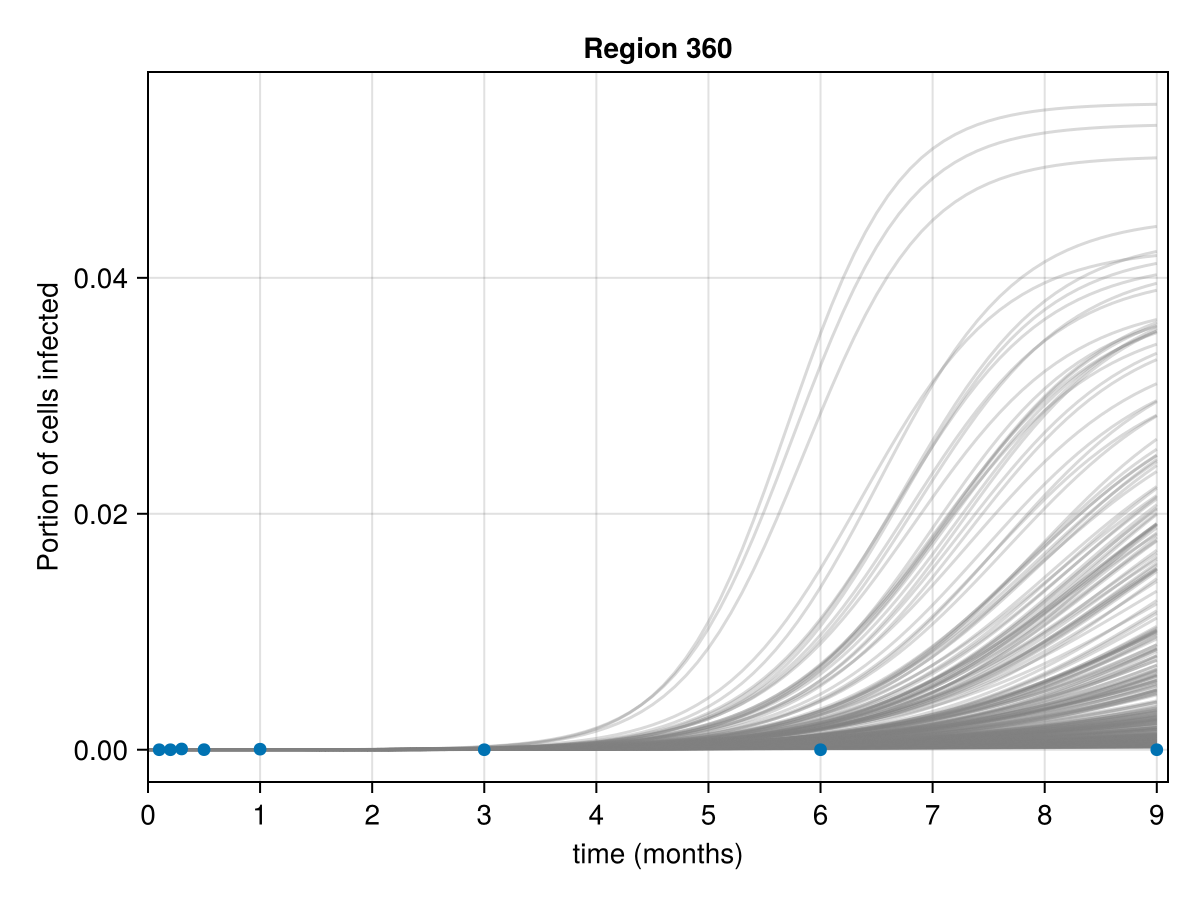 Region 360
Portion of cells infected
0.04
0.02
0.00
0 1 2 3 4 5 6 7 8 9
time (months)